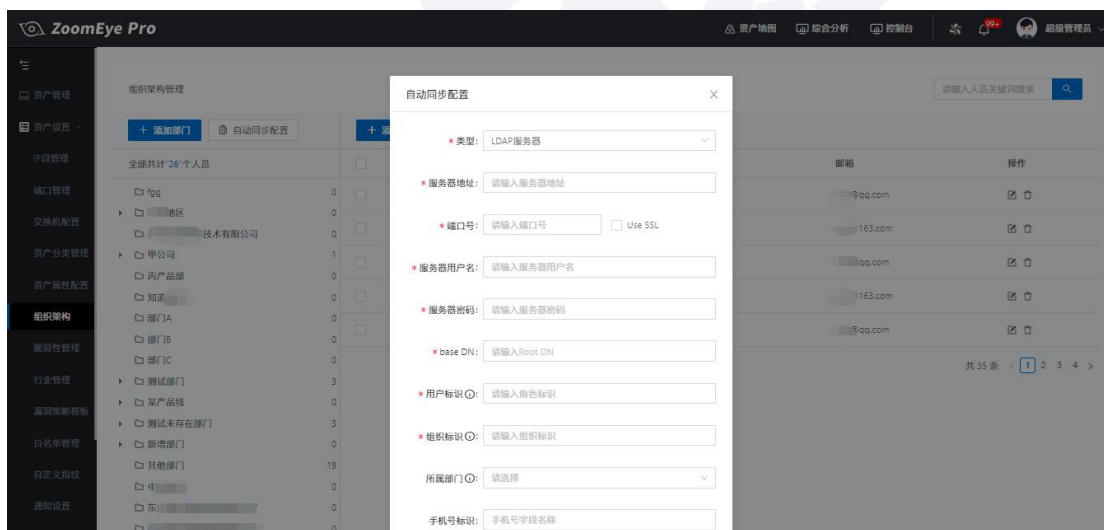 ZoomEye Pro
资产地图
综合分析
控制台
99+
超级管理员
资产管理
资产设置
IP段管理
端口管理
交换机配置
资产分类管理
资产属性配置
组织架构
脆弱性管理
行业管理
漏洞策略模板
白名单管理
自定义指纹
通知设置
组织架构管理
请输入人员关键词搜索
+ 添加部门
自动同步配置
+ 添
全部共计"26"个人员
fgg 0
地区 0
技术有限公司 0
甲公司 1
丙产品部 0
知道 0
部门A 0
部门B 0
部门C 0
测试部门 3
某产品线 0
测试未存在部门 3
新增部门 0
其他部门 19
中 0
东 0
0
自动同步配置
* 类型: LDAP服务器
* 服务器地址: 请输入服务器地址
* 端口号: 请输入端口号 Use SSL
* 服务器用户名: 请输入服务器用户名
* 服务器密码: 请输入服务器密码
* base DN: 请输入Root DN
* 用户标识: 请输入角色标识
* 组织标识: 请输入组织标识
所属部门: 请选择
手机号标识: 手机号字段名称
邮箱 操作
@qq.com
163.com
qq.com
163.com
@qq.com
共 35 条 < 1 2 3 4 >